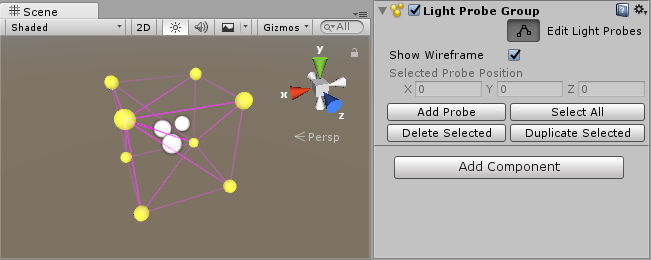 Scene
Shaded
2D
Gizmos
All
y
x
z
Persp
Light Probe Group
Edit Light Probes
Show Wireframe
Selected Probe Position
X 0 Y 0 Z 0
Add Probe
Select All
Delete Selected
Duplicate Selected
Add Component